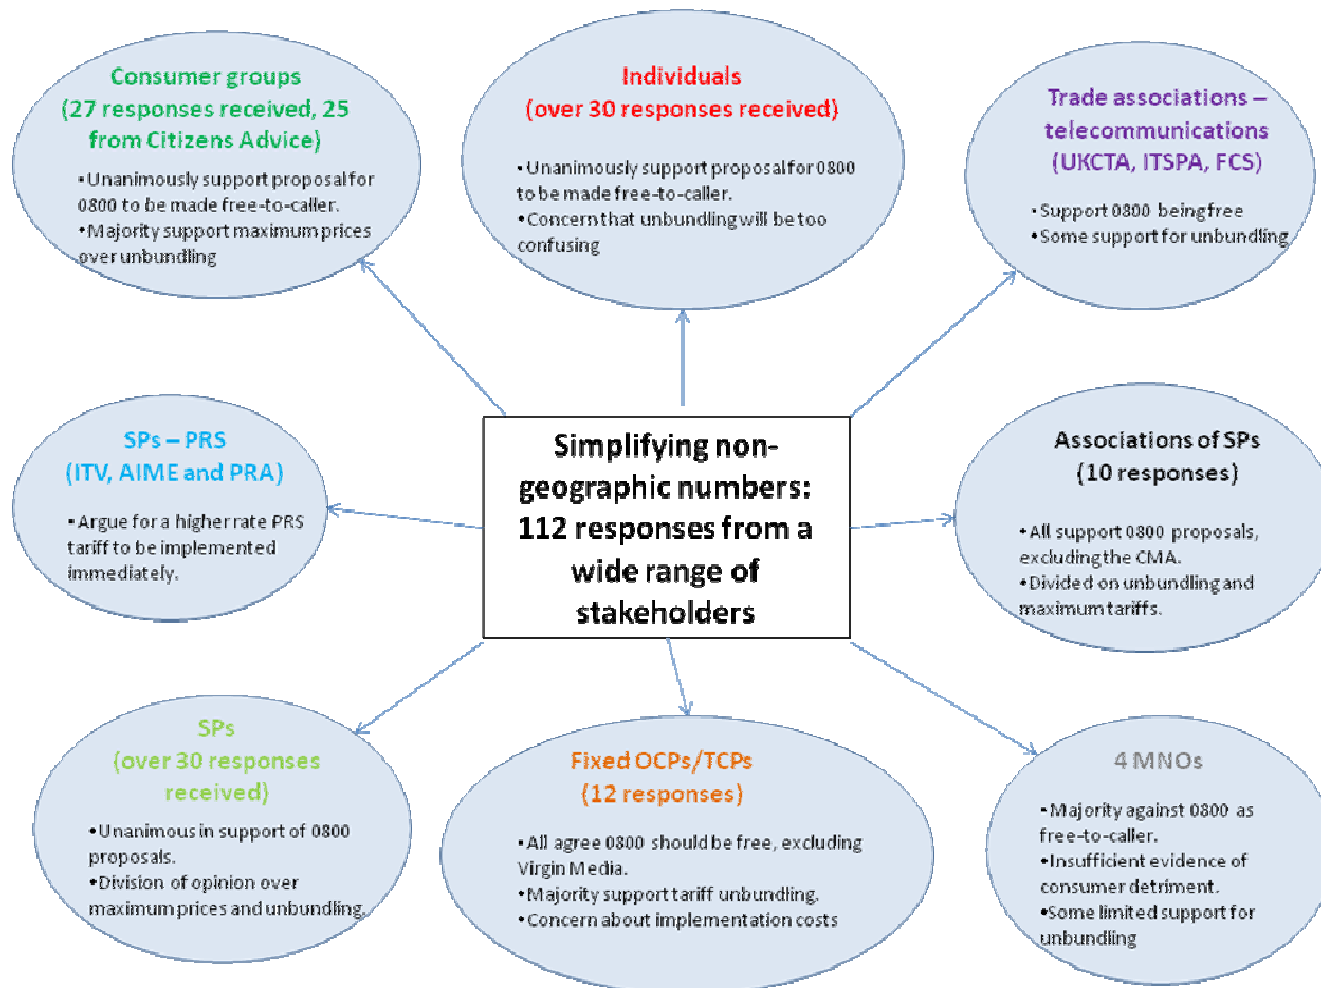 Consumer groups
(27 responses received, 25
from Citizens Advice)
•Unanimously support proposal for
0800 to be made free-to-caller.
•Majority support maximum prices
over unbundling
Individuals
(over 30 responses received)
•Unanimously support proposal for 0800
to be made free-to-caller.
•Concern that unbundling will be too
confusing
Trade associations –
telecommunications
(UKCTA, ITSPA, FCS)
•Support 0800 being free
•Some support for unbundling
SPs – PRS
(ITV, AIME and PRA)
•Argue for a higher rate PRS
tariff to be implemented
immediately.
Simplifying non-
geographic numbers:
112 responses from a
wide range of
stakeholders
Associations of SPs
(10 responses)
•All support 0800 proposals,
excluding the CMA.
•Divided on unbundling and
maximum tariffs.
SPs
(over 30 responses
received)
•Unanimous in support of 0800
proposals.
•Division of opinion over
maximum prices and unbundling.
Fixed OCPs/TCPs
(12 responses)
•All agree 0800 should be free, excluding
Virgin Media.
•Majority support tariff unbundling.
•Concern about implementation costs
4 MNOs
•Majority against 0800 as
free-to-caller.
•Insufficient evidence of
consumer detriment.
•Some limited support for
unbundling